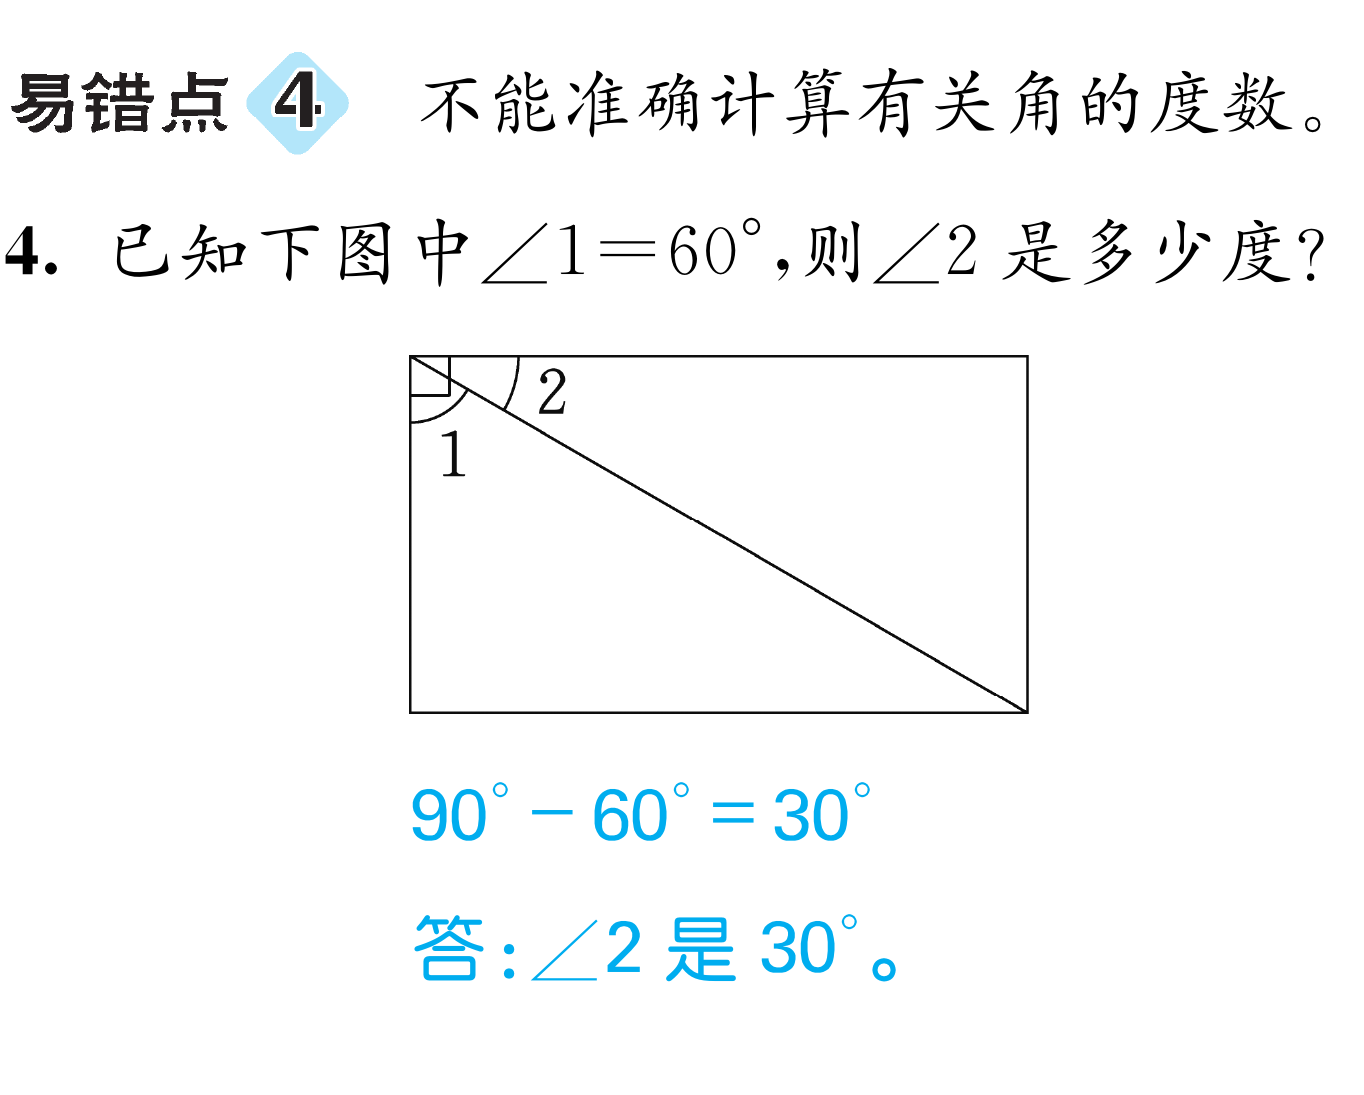 易错点 4 不能准确计算有关角的度数。
4. 已知下图中∠1=60°,则∠2 是多少度?
2
1
90°-60°=30°
答:∠2 是 30°。